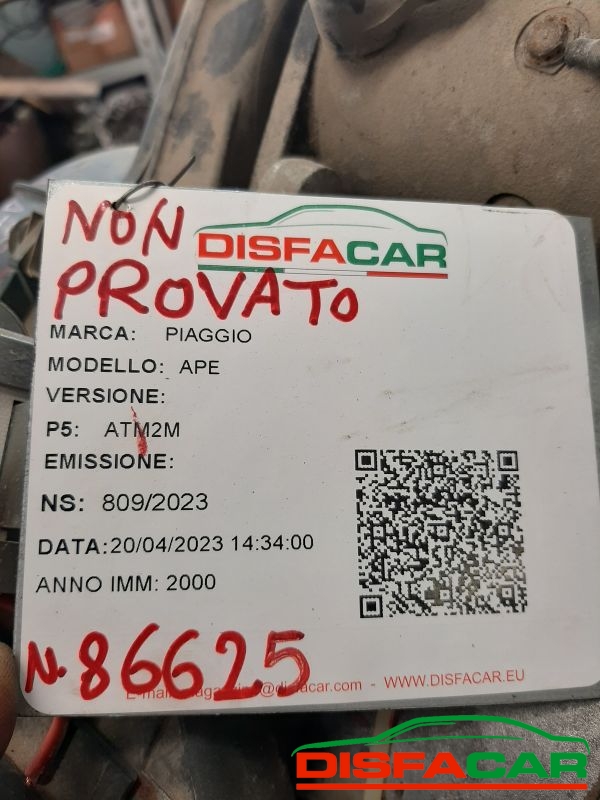 NON
DISFACAR
PROVATO
MARCA: PIAGGIO
MODELLO: APE
VERSIONE:
P5: ATM2M
EMISSIONE:
NS: 809/2023
DATA:20/04/2023 14:34:00
ANNO IMM: 2000
N. 86625
@disfacar.com - WWW.DISFACAR.EU
DISFACAR